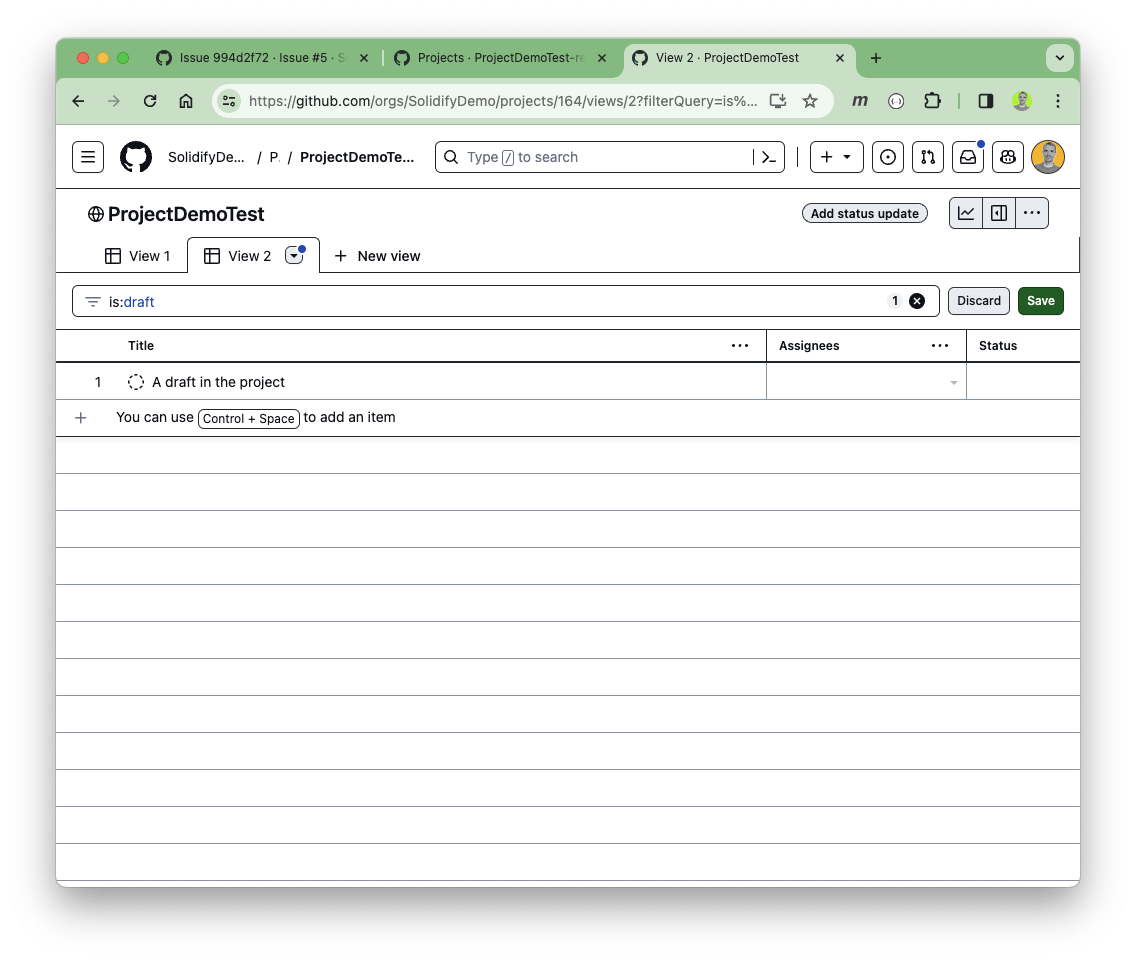 Issue 994d2f72 · Issue #5 · S
Projects · ProjectDemoTest-re
View 2 · ProjectDemoTest
https://github.com/orgs/SolidifyDemo/projects/164/views/2?filterQuery=is%...
m
SolidifyDe... / P. / ProjectDemoTe...
Type / to search
ProjectDemoTest
Add status update
View 1
View 2
New view
is:draft
1
Discard
Save
Title
Assignees
Status
1 A draft in the project
You can use Control + Space to add an item